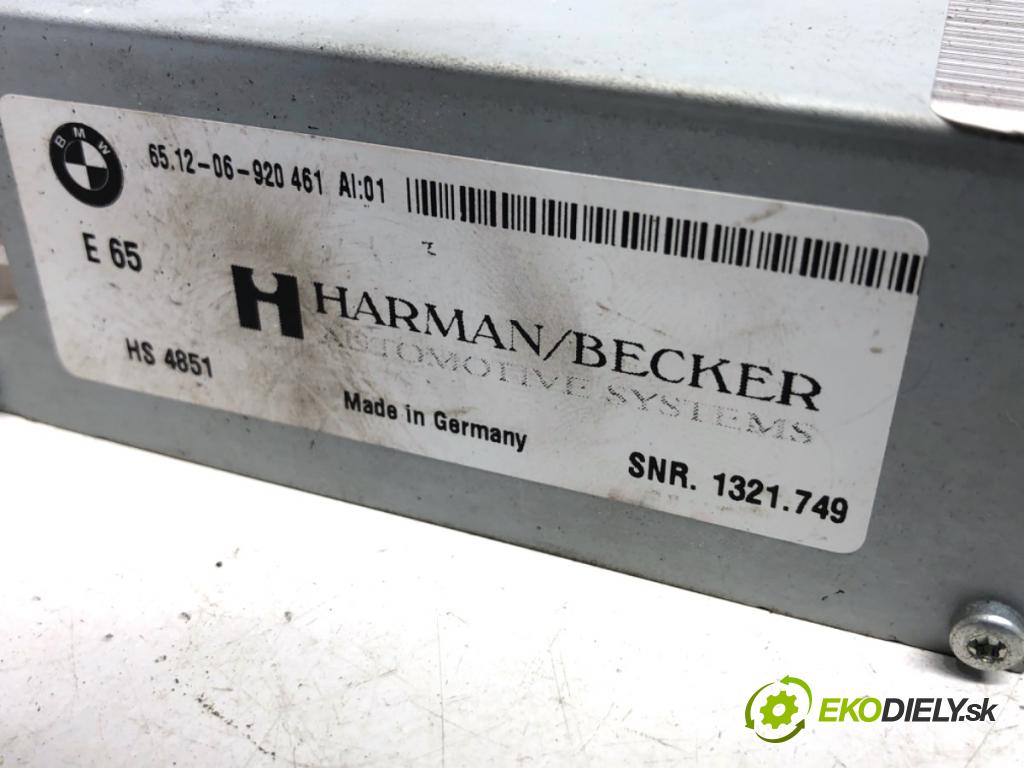 BMW
65.12-06-920 461 AI:01
E 65
HARMAN/BECKER
AUTOMOTIVE SYSTEMS
HS 4851
Made in Germany
SNR. 1321.749
EKODIELY.sk